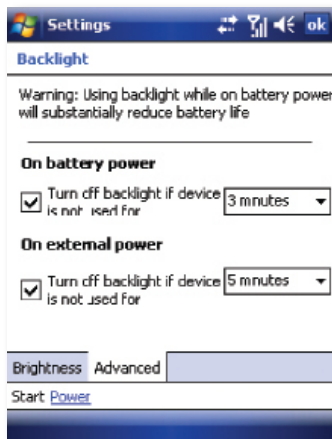 Settings ok
Backlight
Warning: Using backlight while on battery power
will substantially reduce battery life
On battery power
Turn off backlight if device
is not used for
3 minutes
On external power
Turn off backlight if device
is not used for
5 minutes
Brightness Advanced
Start Power